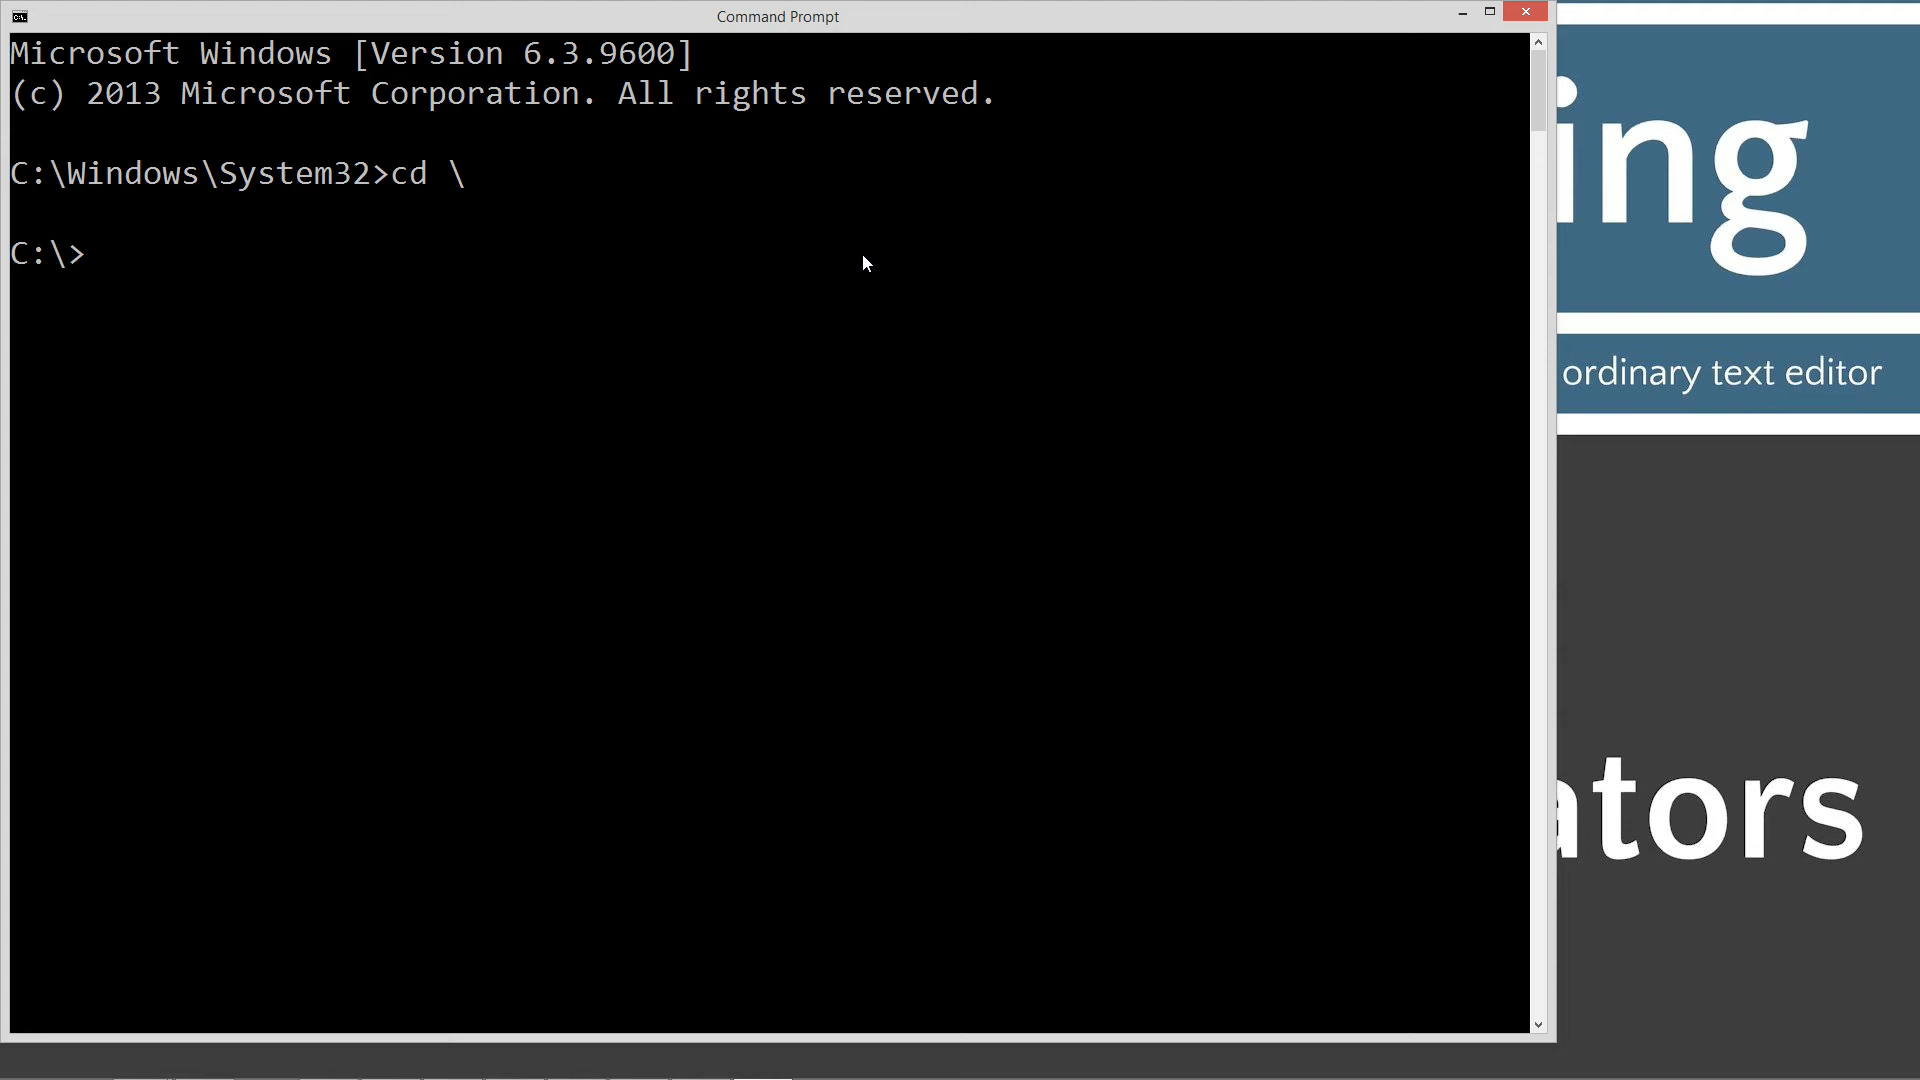 Command Prompt
Microsoft Windows [Version 6.3.9600]
(c) 2013 Microsoft Corporation. All rights reserved.
C:\Windows\System32>cd \
C:\>
ing
ordinary text editor
ators